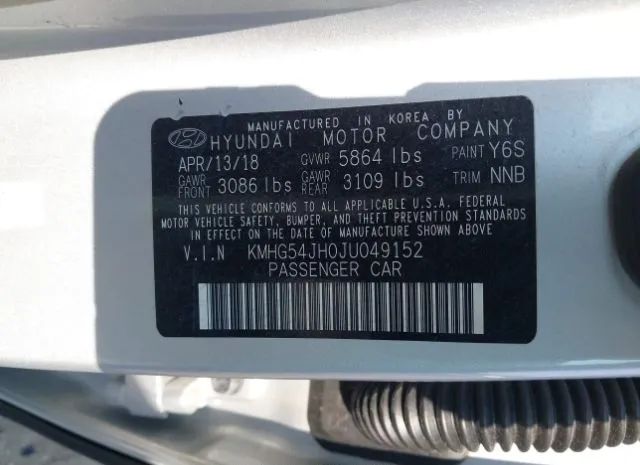 MANUFACTURED IN KOREA BY
HYUNDAI MOTOR COMPANY
APR/13/18 GVWR 5864 lbs PAINT Y6S
GAWR FRONT 3086 lbs GAWR REAR 3109 lbs TRIM NNB
THIS VEHICLE CONFORMS TO ALL APPLICABLE U.S.A. FEDERAL
MOTOR VEHICLE SAFETY, BUMPER, AND THEFT PREVENTION STANDARDS
IN EFFECT ON THE DATE OF MANUFACTURE SHOWN ABOVE
V.I.N KMHG54JH0JU049152
PASSENGER CAR